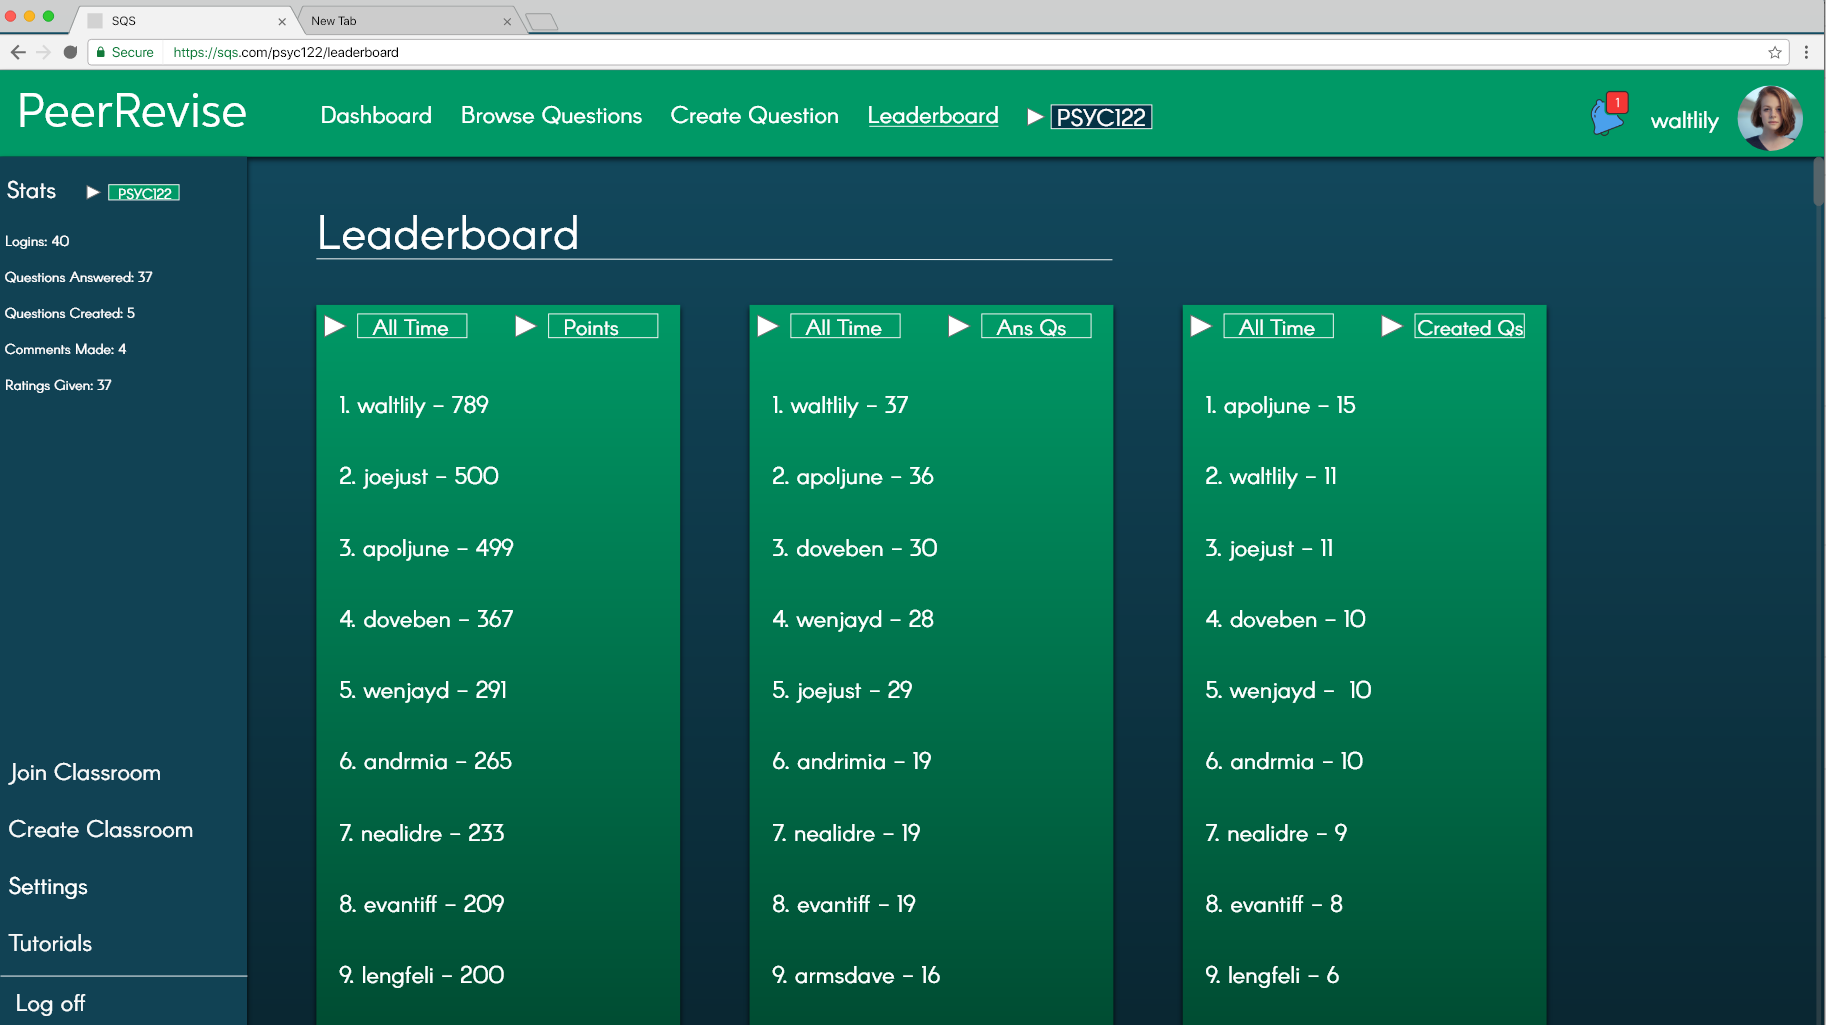 SQS
New Tab
Secure
https://sqs.com/psyc122/leaderboard
PeerRevise
Dashboard
Browse Questions
Create Question
Leaderboard
PSYC122
1
waltlily
Stats
PSYC122
Logins: 40
Questions Answered: 37
Questions Created: 5
Comments Made: 4
Ratings Given: 37
Join Classroom
Create Classroom
Settings
Tutorials
Log off
Leaderboard
All Time
Points
1. waltlily - 789
2. joejust - 500
3. apoljune - 499
4. doveben - 367
5. wenjayd - 291
6. andrmia - 265
7. nealidre - 233
8. evantiff - 209
9. lengfeli - 200
All Time
Ans Qs
1. waltlily - 37
2. apoljune - 36
3. doveben - 30
4. wenjayd - 28
5. joejust - 29
6. andrimia - 19
7. nealidre - 19
8. evantiff - 19
9. armsdave - 16
All Time
Created Qs
1. apoljune - 15
2. waltlily - 11
3. joejust - 11
4. doveben - 10
5. wenjayd -  10
6. andrmia - 10
7. nealidre - 9
8. evantiff - 8
9. lengfeli - 6